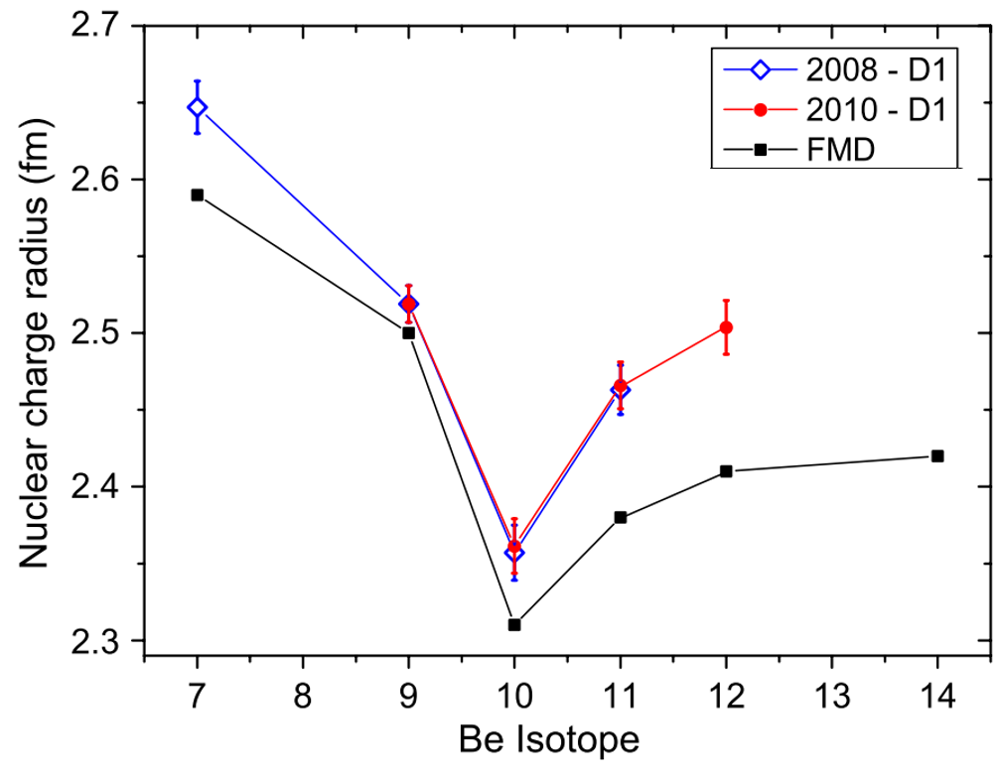 2.7
2.6
2.5
2.4
2.3
Nuclear charge radius (fm)
2008 - D1
2010 - D1
FMD
7 8 9 10 11 12 13 14
Be Isotope